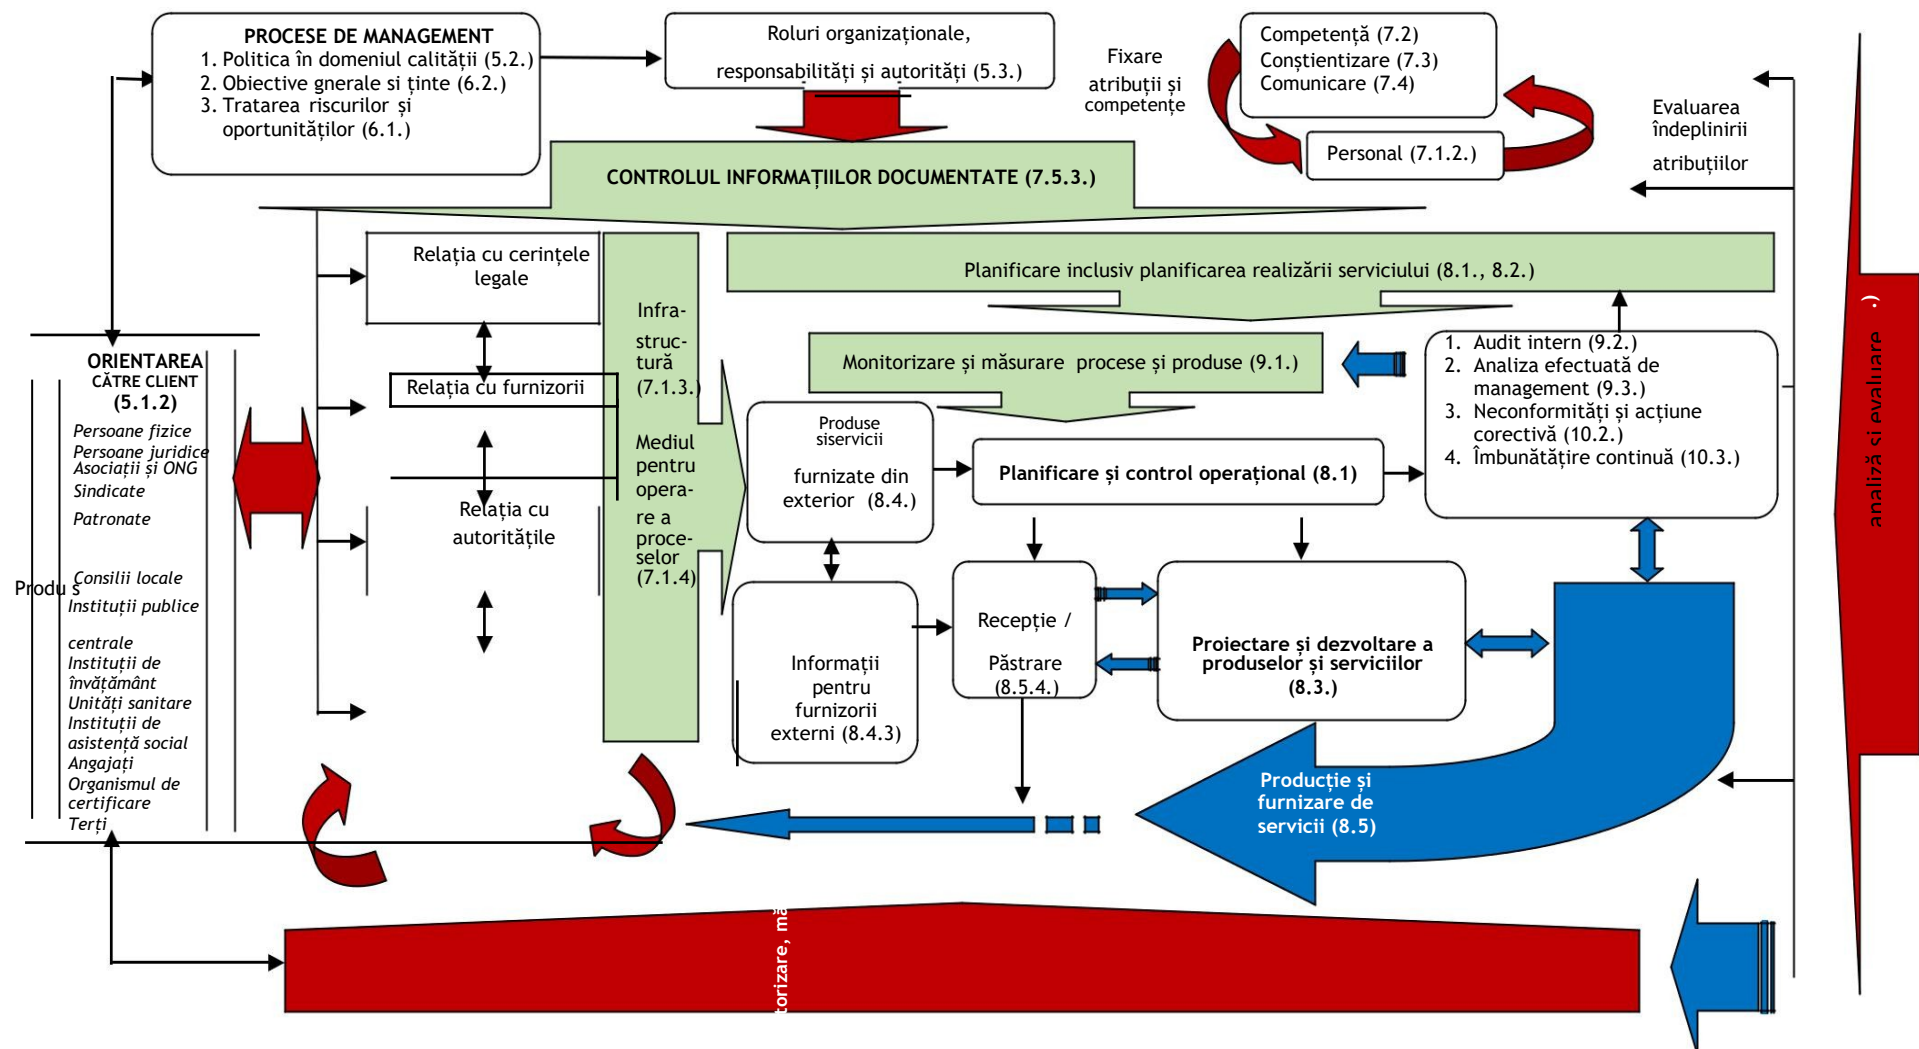 PROCESE DE MANAGEMENT
1. Politica în domeniul calității (5.2.)
2. Obiective gnerale si ținte (6.2.)
3. Tratarea riscurilor și
oportunităților (6.1.)
Roluri organizaționale,
responsabilități și autorități (5.3.)
Fixare
atribuții și
competențe
Competență (7.2)
Conștientizare (7.3)
Comunicare (7.4)
Personal (7.1.2.)
Evaluarea
îndeplinirii
atribuțiilor
CONTROLUL INFORMAȚIILOR DOCUMENTATE (7.5.3.)
Relația cu cerințele
legale
Relația cu furnizorii
Relația cu
autoritățile
Infra-
struc-
tură
(7.1.3.)
Mediul
pentru
opera-
re a
proce-
selor
(7.1.4)
Planificare inclusiv planificarea realizării serviciului (8.1., 8.2.)
Monitorizare și măsurare procese și produse (9.1.)
1. Audit intern (9.2.)
2. Analiza efectuată de
management (9.3.)
3. Neconformități și acțiune
corectivă (10.2.)
4. Îmbunătățire continuă (10.3.)
ORIENTAREA
CĂTRE CLIENT
(5.1.2)
Persoane fizice
Persoane juridice
Asociații și ONG
Sindicate
Patronate
Consilii locale
Produ s
Instituții publice
centrale
Instituții de
învățământ
Unități sanitare
Instituții de
asistență social
Angajați
Organismul de
certificare
Terți
Produse
siservicii
furnizate din
exterior (8.4.)
Planificare și control operațional (8.1)
Informații
pentru
furnizorii
externi (8.4.3)
Recepție /
Păstrare
(8.5.4.)
Proiectare și dezvoltare a
produselor și serviciilor
(8.3.)
Producție și
furnizare de
servicii (8.5)
torizare, mă
analiză și evaluare .)